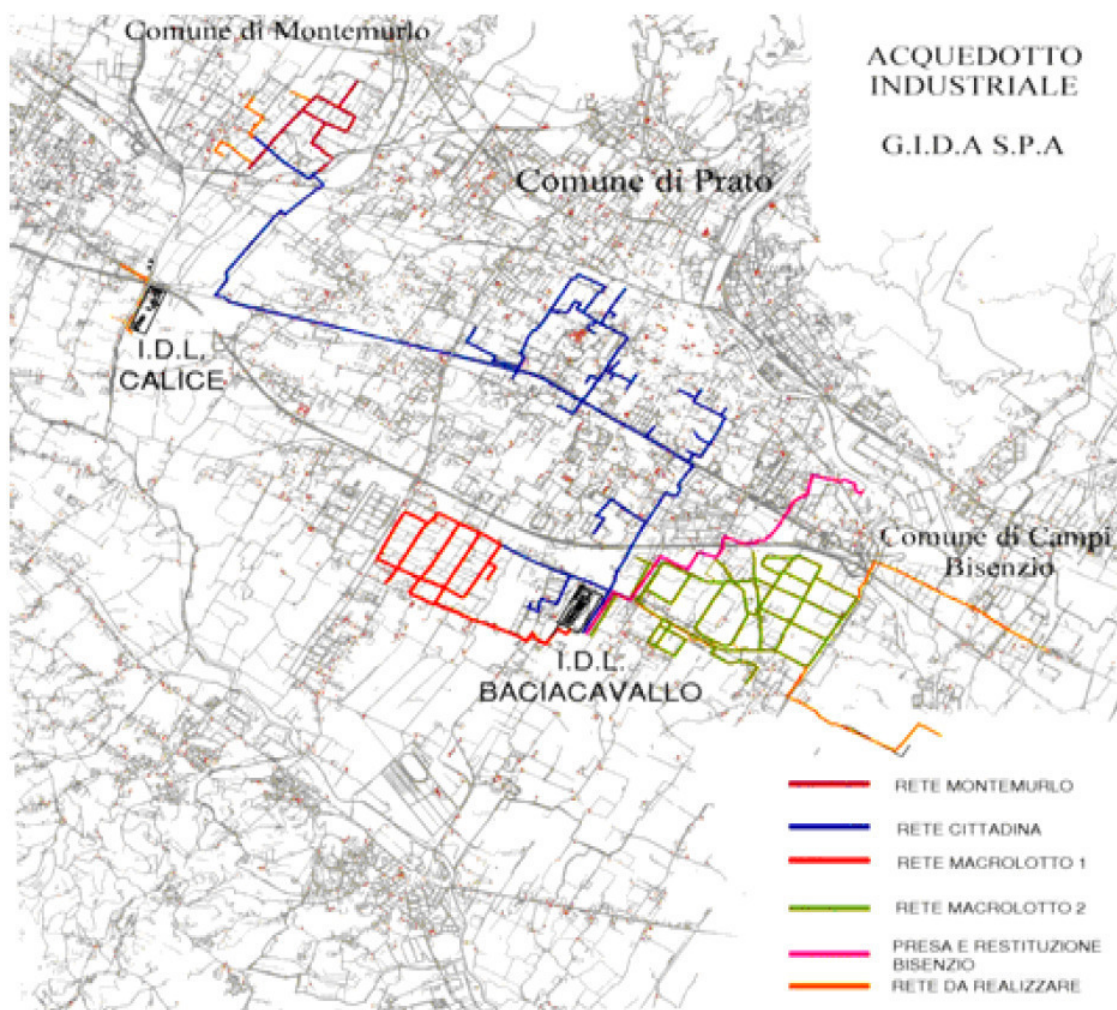 Comune di Montemurlo
ACQUEDOTTO
INDUSTRIALE
G.I.D.A S.P.A
Comune di Prato
I.D.L.
CALICE
Comune di Campi
Bisenzio
I.D.L.
BACIACAVALLO
RETE MONTEMURLO
RETE CITTADINA
RETE MACROLOTTO 1
RETE MACROLOTTO 2
PRESA E RESTITUZIONE
BISENZIO
RETE DA REALIZZARE